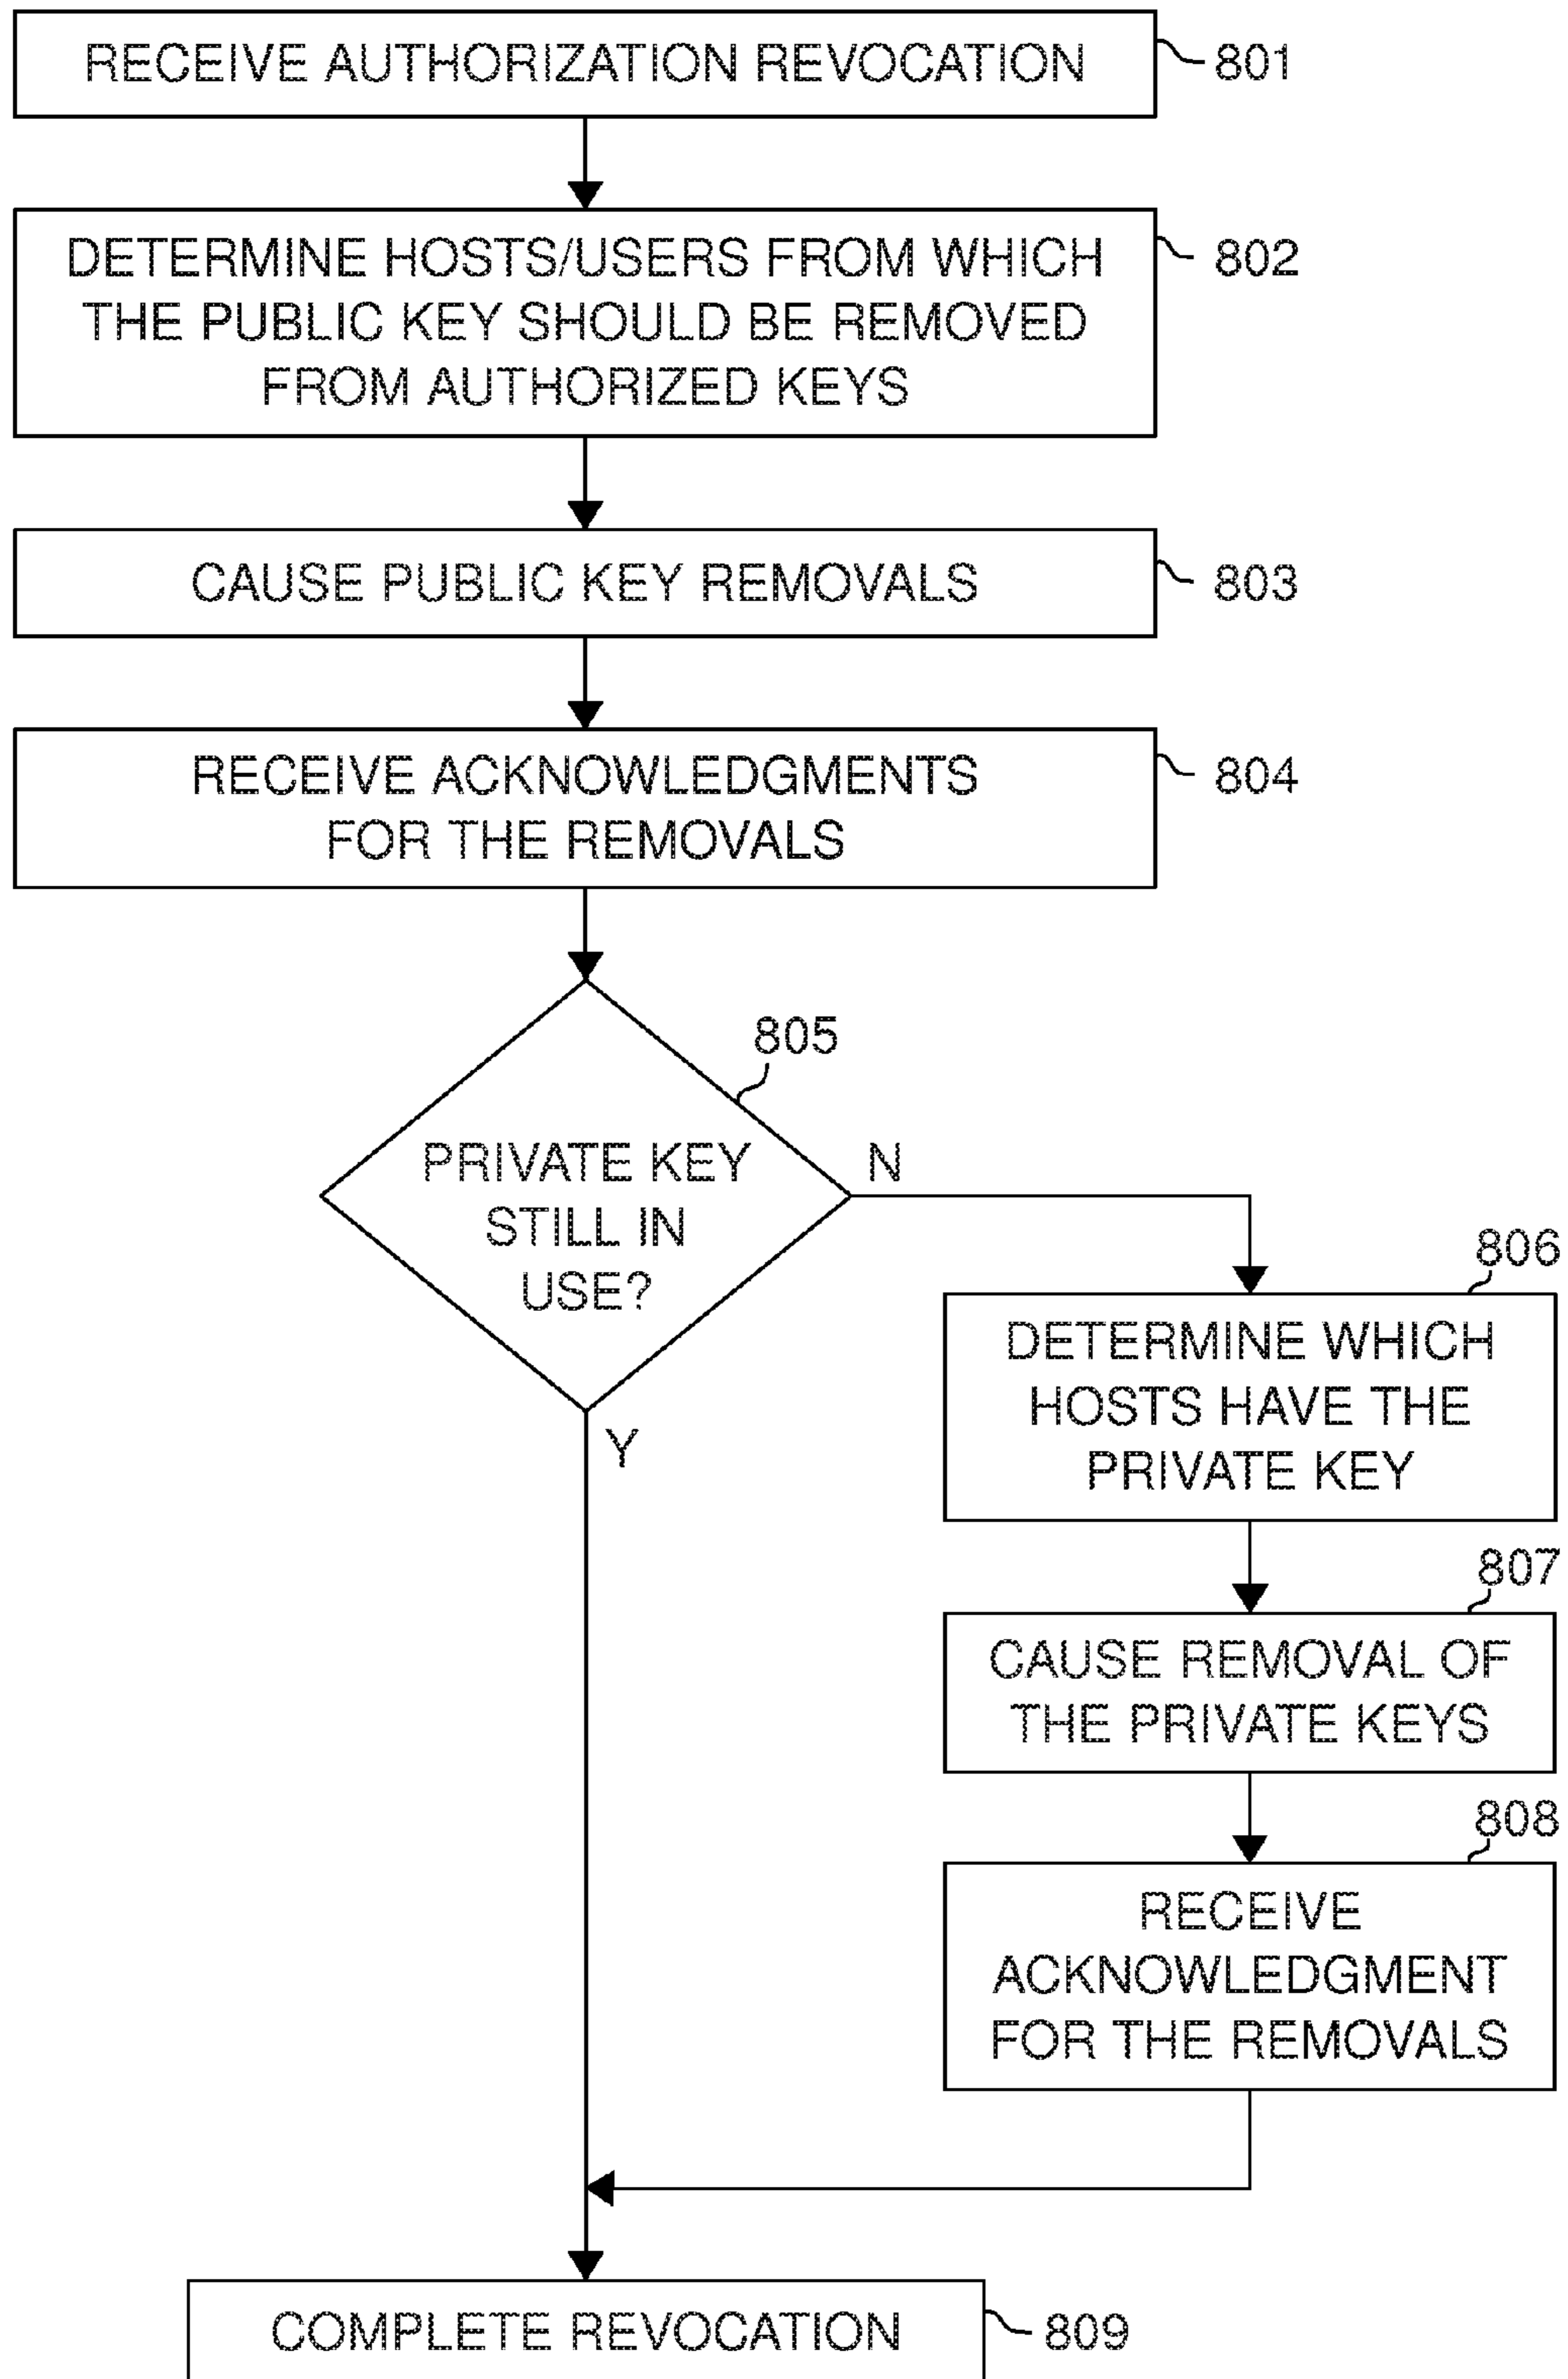 RECEIVE AUTHORIZATION REVOCATION
801
DETERMINE HOSTS/USERS FROM WHICH
THE PUBLIC KEY SHOULD BE REMOVED
FROM AUTHORIZED KEYS
802
CAUSE PUBLIC KEY REMOVALS
803
RECEIVE ACKNOWLEDGMENTS
FOR THE REMOVALS
804
805
PRIVATE KEY
STILL IN
USE?
N
Y
806
DETERMINE WHICH
HOSTS HAVE THE
PRIVATE KEY
807
CAUSE REMOVAL OF
THE PRIVATE KEYS
808
RECEIVE
ACKNOWLEDGMENT
FOR THE REMOVALS
COMPLETE REVOCATION
809